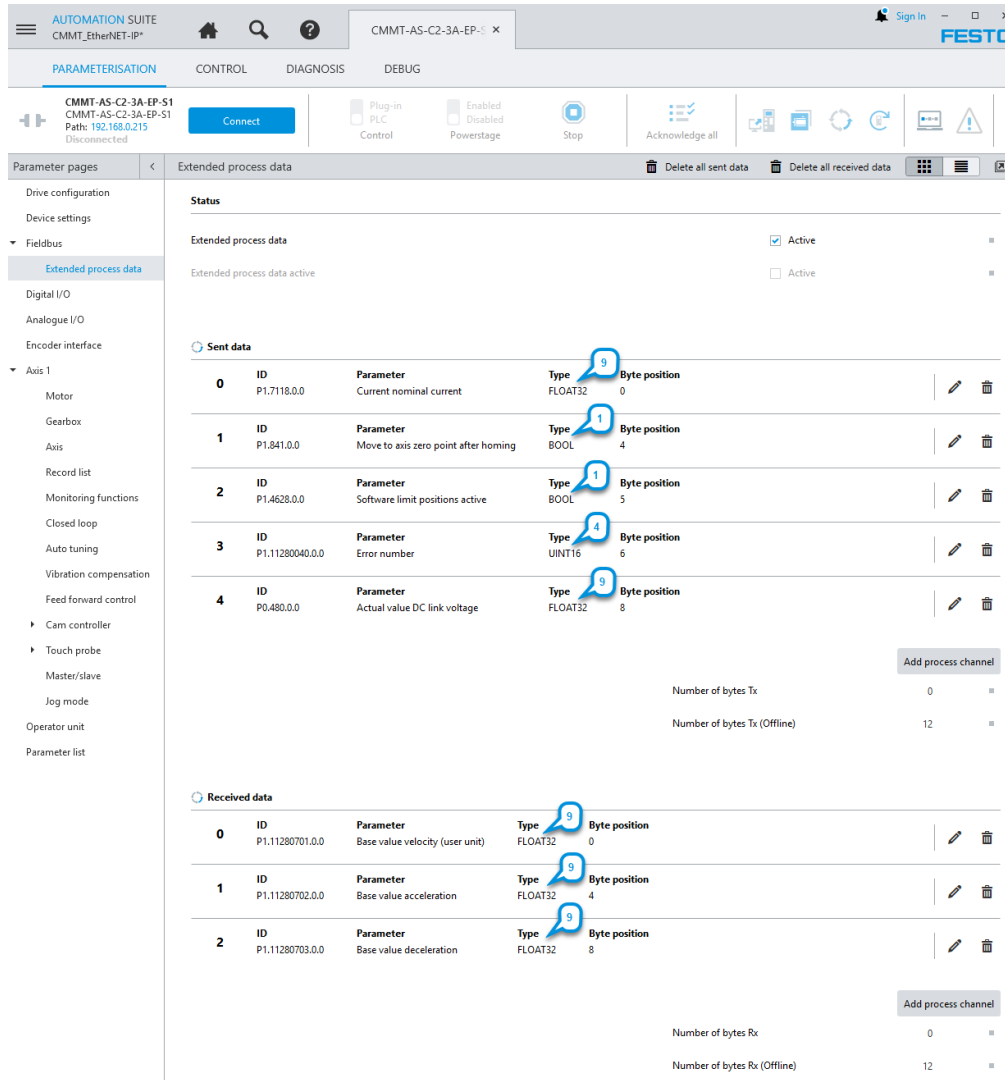 AUTOMATION SUITE
CMMT_EtherNET-IP*
CMMT-AS-C2-3A-EP-S ×
Sign In
FESTO
PARAMETERISATION CONTROL DIAGNOSIS DEBUG
CMMT-AS-C2-3A-EP-S1
CMMT-AS-C2-3A-EP-S1
Path: 192.168.0.215
Disconnected
Connect
Plug-in
PLC
Control
Enabled
Disabled
Powerstage
Stop
Acknowledge all
Parameter pages <
Extended process data
Delete all sent data
Delete all received data
Drive configuration
Device settings
Fieldbus
Extended process data
Digital I/O
Analogue I/O
Encoder interface
Axis 1
Motor
Gearbox
Axis
Record list
Monitoring functions
Closed loop
Auto tuning
Vibration compensation
Feed forward control
Cam controller
Touch probe
Master/slave
Jog mode
Operator unit
Parameter list
Status
Extended process data Active
Extended process data active Active
Sent data
9
ID Parameter Type Byte position
0 P1.7118.0.0 Current nominal current FLOAT32 0
1
ID Parameter Type Byte position
1 P1.841.0.0 Move to axis zero point after homing BOOL 4
1
ID Parameter Type Byte position
2 P1.4628.0.0 Software limit positions active BOOL 5
4
ID Parameter Type Byte position
3 P1.11280040.0.0 Error number UINT16 6
9
ID Parameter Type Byte position
4 P0.480.0.0 Actual value DC link voltage FLOAT32 8
Add process channel
Number of bytes Tx 0
Number of bytes Tx (Offline) 12
Received data
9
ID Parameter Type Byte position
0 P1.11280701.0.0 Base value velocity (user unit) FLOAT32 0
9
ID Parameter Type Byte position
1 P1.11280702.0.0 Base value acceleration FLOAT32 4
9
ID Parameter Type Byte position
2 P1.11280703.0.0 Base value deceleration FLOAT32 8
Add process channel
Number of bytes Rx 0
Number of bytes Rx (Offline) 12